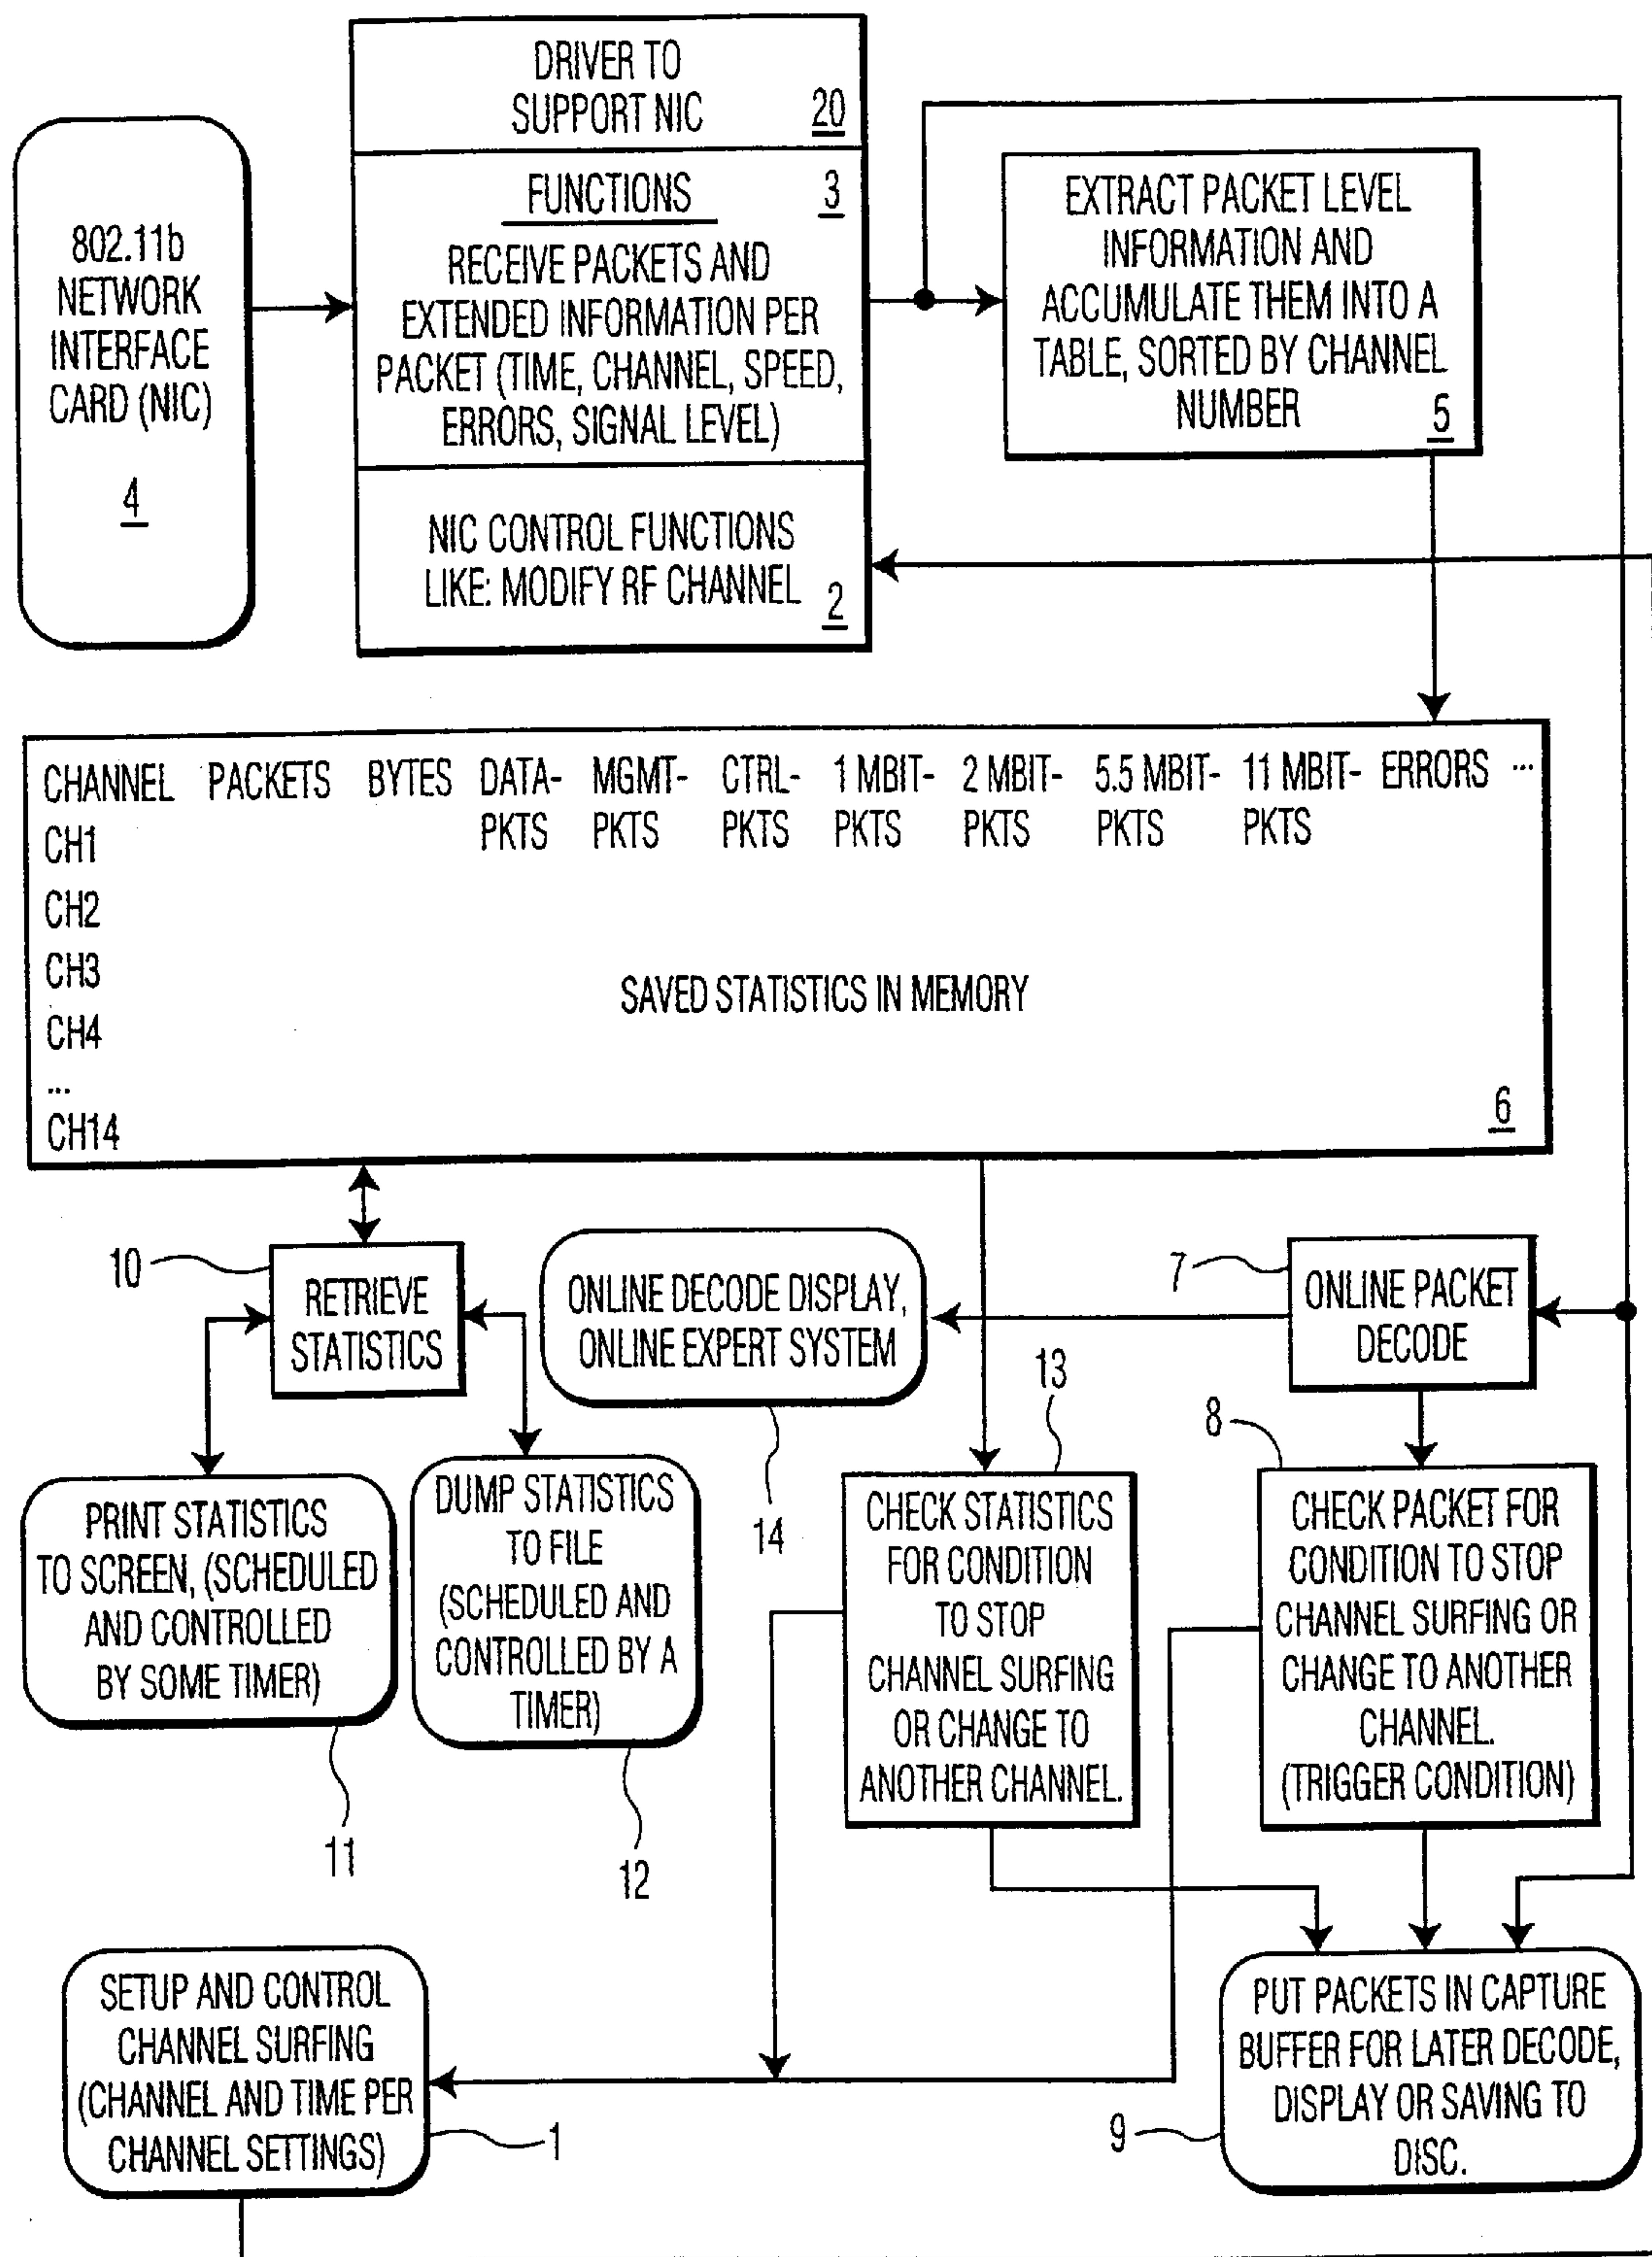 DRIVER TO
SUPPORT NIC
20
802.11b
NETWORK
INTERFACE
CARD (NIC)
4
FUNCTIONS
3
RECEIVE PACKETS AND
EXTENDED INFORMATION PER
PACKET (TIME, CHANNEL, SPEED,
ERRORS, SIGNAL LEVEL)
NIC CONTROL FUNCTIONS
LIKE: MODIFY RF CHANNEL
2
EXTRACT PACKET LEVEL
INFORMATION AND
ACCUMULATE THEM INTO A
TABLE, SORTED BY CHANNEL
NUMBER
5
CHANNEL PACKETS BYTES DATA- MGMT- CTRL- 1 MBIT- 2 MBIT- 5.5 MBIT- 11 MBIT- ERRORS ...
PKTS PKTS PKTS PKTS PKTS PKTS PKTS
CH1
CH2
CH3
CH4
...
CH14
SAVED STATISTICS IN MEMORY
6
10
RETRIEVE
STATISTICS
ONLINE DECODE DISPLAY,
ONLINE EXPERT SYSTEM
14
7
ONLINE PACKET
DECODE
PRINT STATISTICS
TO SCREEN, (SCHEDULED
AND CONTROLLED
BY SOME TIMER)
11
DUMP STATISTICS
TO FILE
(SCHEDULED AND
CONTROLLED BY A
TIMER)
12
13
CHECK STATISTICS
FOR CONDITION
TO STOP
CHANNEL SURFING
OR CHANGE TO
ANOTHER CHANNEL.
8
CHECK PACKET FOR
CONDITION TO STOP
CHANNEL SURFING OR
CHANGE TO ANOTHER
CHANNEL.
(TRIGGER CONDITION)
SETUP AND CONTROL
CHANNEL SURFING
(CHANNEL AND TIME PER
CHANNEL SETTINGS)
1
PUT PACKETS IN CAPTURE
BUFFER FOR LATER DECODE,
DISPLAY OR SAVING TO
DISC.
9